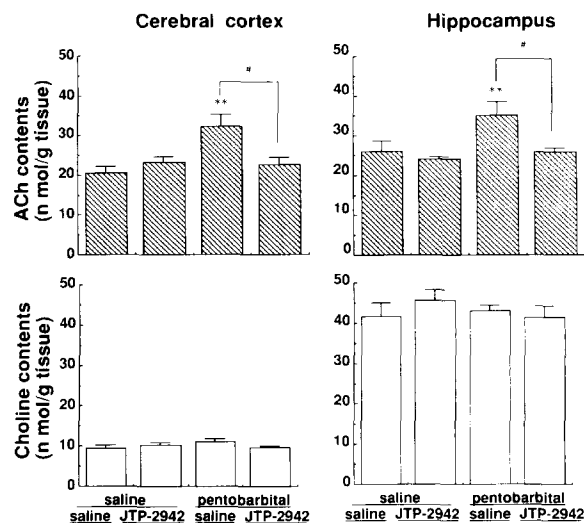 Cerebral cortex
Hippocampus
ACh contents
(n mol/g tissue)
50
40
30
20
10
0
**
#
50
40
30
20
10
0
**
#
Choline contents
(n mol/g tissue)
50
40
30
20
10
0
50
40
30
20
10
0
saline pentobarbital
saline JTP-2942 saline JTP-2942
saline pentobarbital
saline JTP-2942 saline JTP-2942